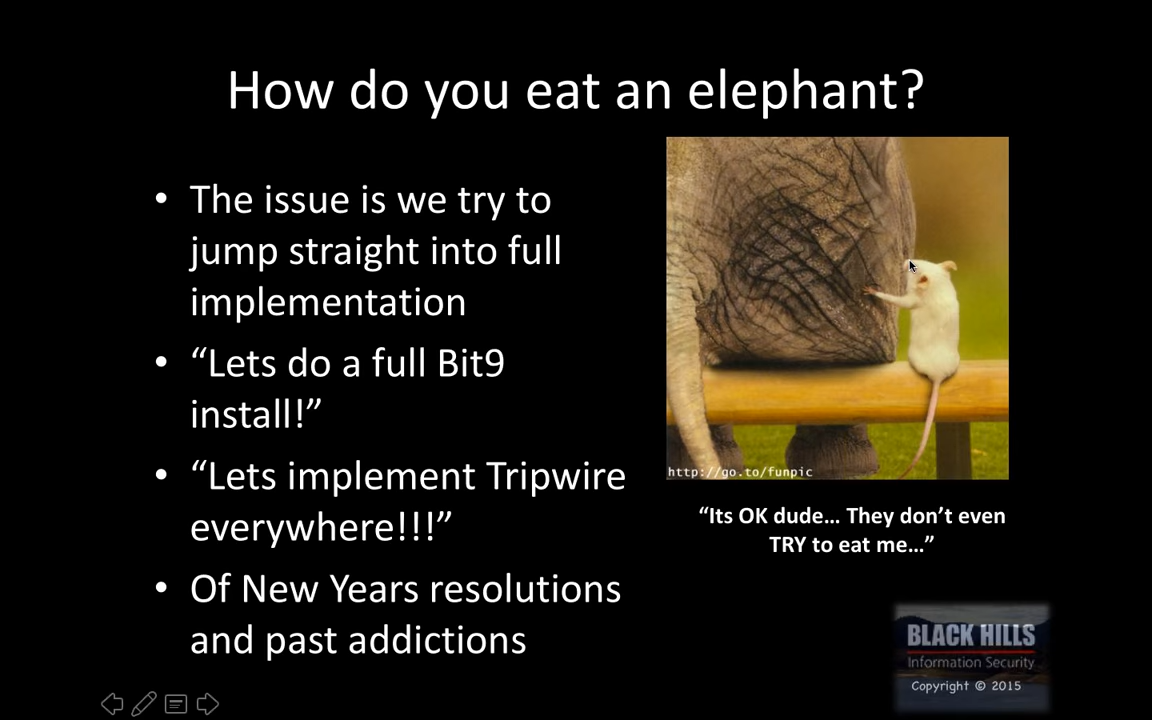 How do you eat an elephant?
• The issue is we try to
jump straight into full
implementation
• “Lets do a full Bit9
install!”
• “Lets implement Tripwire
everywhere!!!”
• Of New Years resolutions
and past addictions
http://go.to/funpic
“Its OK dude… They don’t even
TRY to eat me…”
BLACK HILLS
Information Security
Copyright © 2015